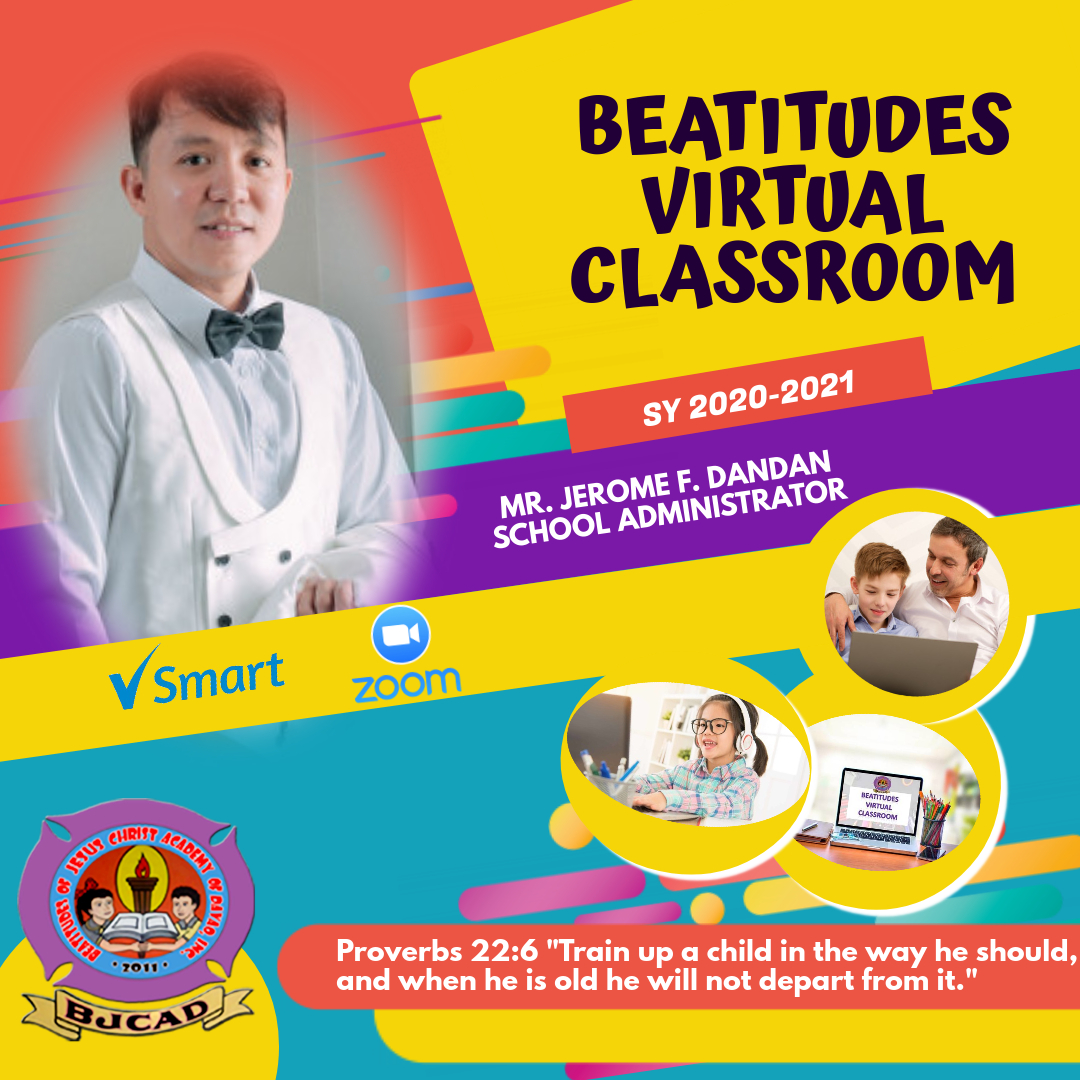 BEATITUDES
VIRTUAL
CLASSROOM
SY 2020-2021
MR. JEROME F. DANDAN
SCHOOL ADMINISTRATOR
Smart
zoom
BEATITUDES
VIRTUAL
CLASSROOM
BEATITUDES OF JESUS CHRIST ACADEMY OF DAVAO, INC.
• 2011 •
BJCAD
Proverbs 22:6 "Train up a child in the way he should,
and when he is old he will not depart from it."